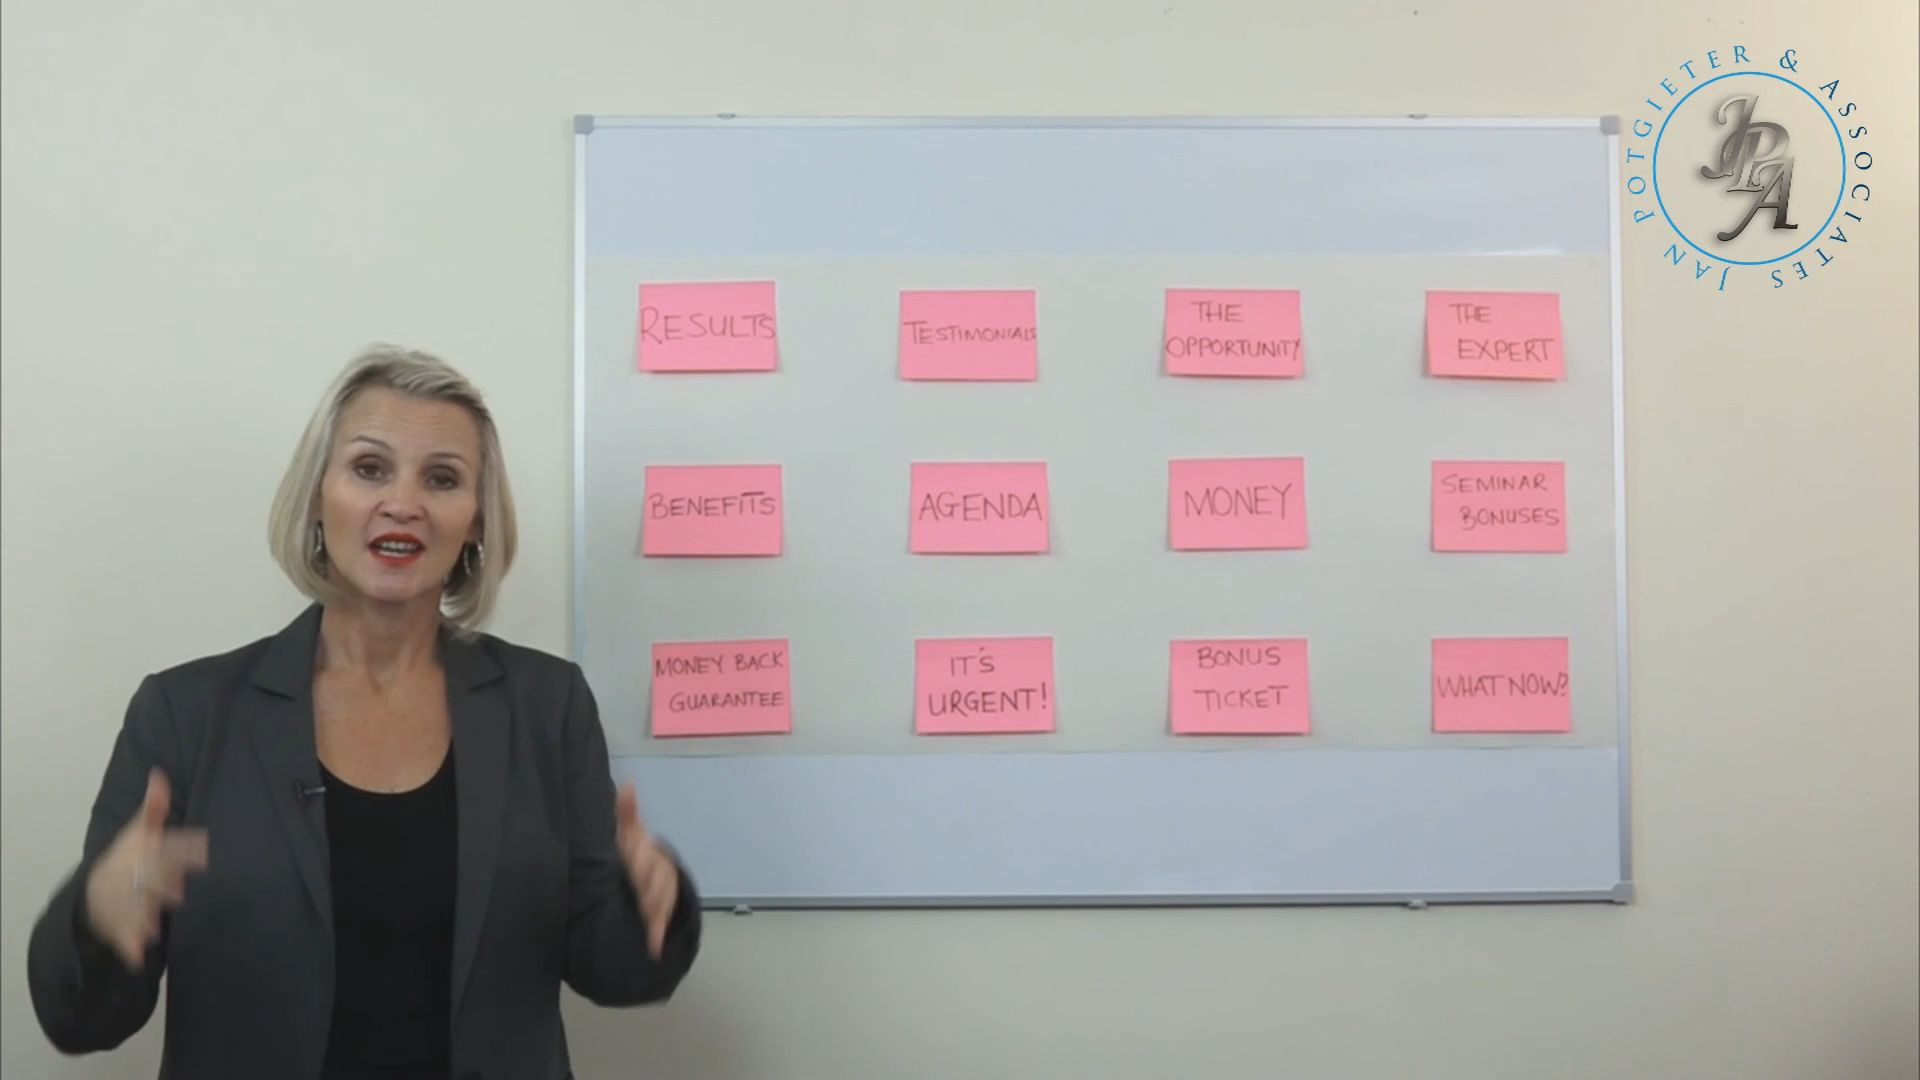 JAN POTGIETER & ASSOCIATES
JPA
RESULTS
TESTIMONIALS
THE
OPPORTUNITY
THE
EXPERT
BENEFITS
AGENDA
MONEY
SEMINAR
BONUSES
MONEY BACK
GUARANTEE
IT'S
URGENT!
BONUS
TICKET
WHAT NOW?